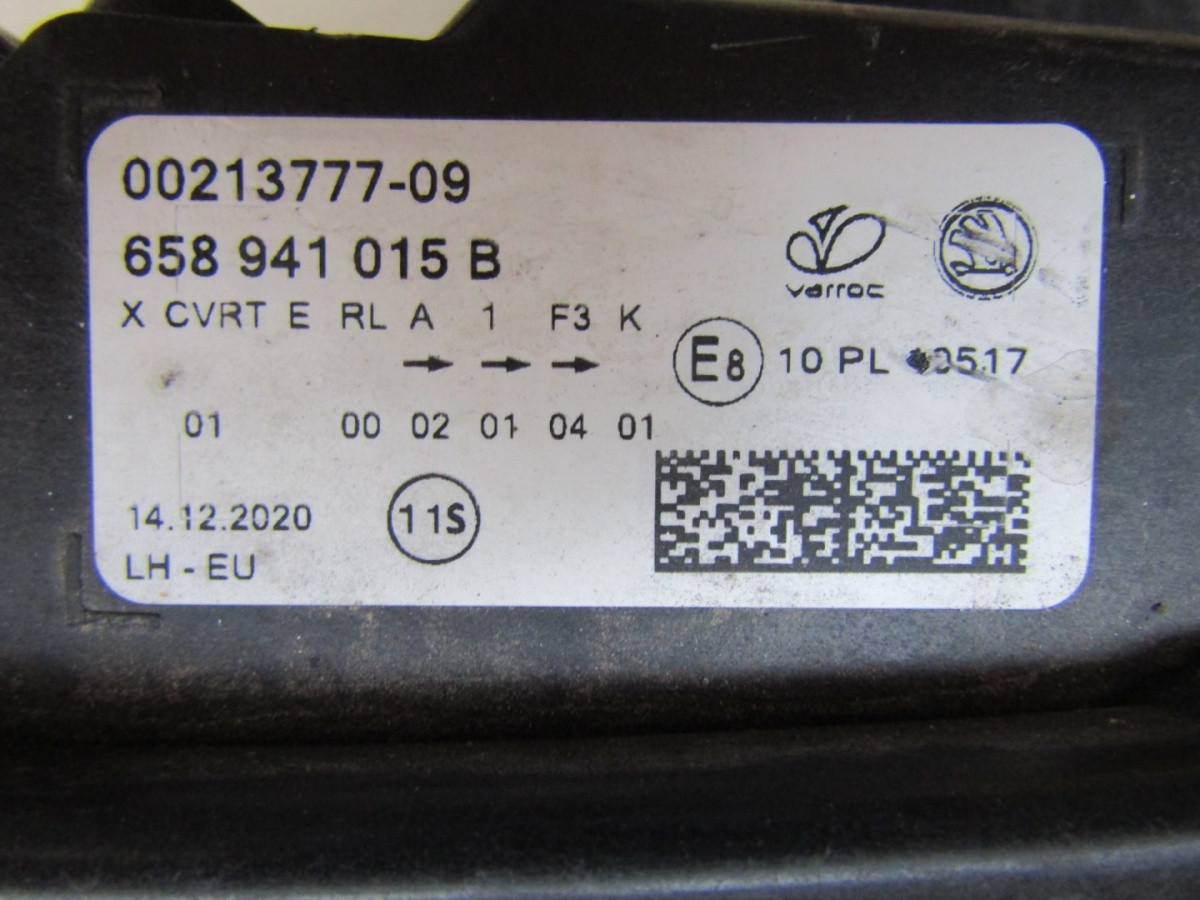 00213777-09
658 941 015 B
varroc
X CVRT E RL A 1 F3 K
E8 10 PL
01 00 02 01 04 01
14.12.2020
11S
LH - EU